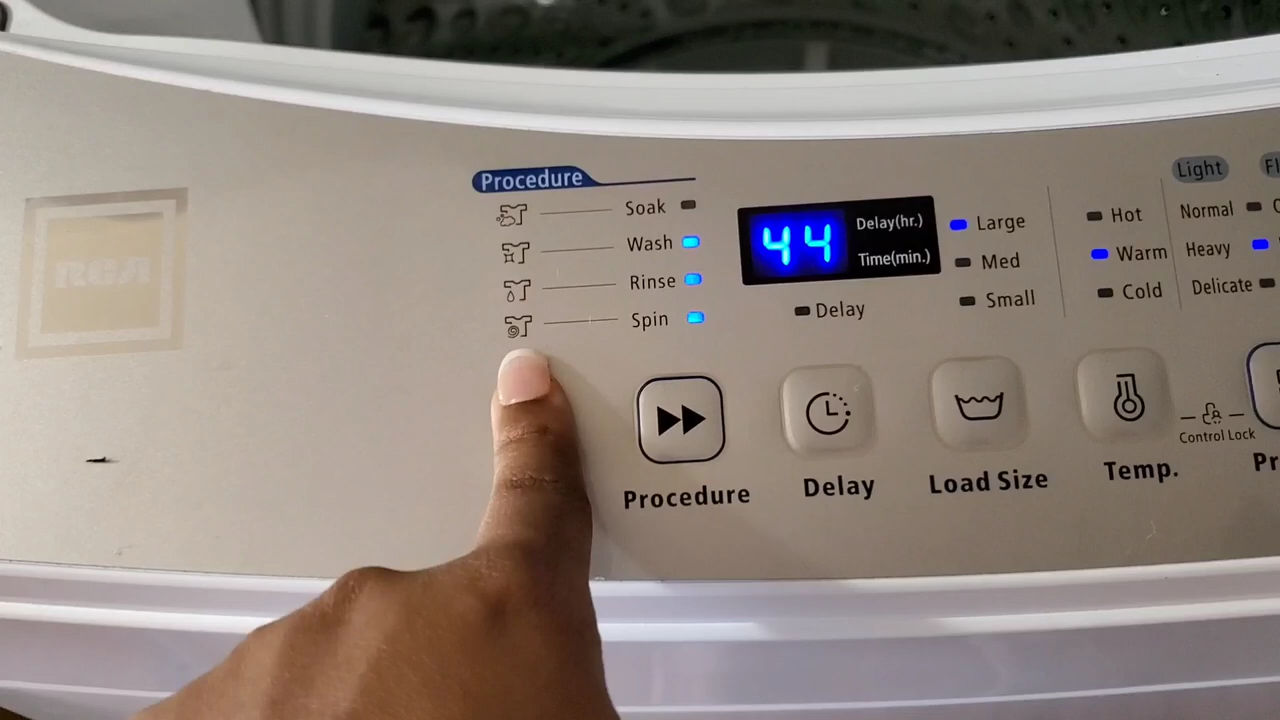 Procedure
Soak
Wash
Rinse
Spin
44
Delay(hr.)
Time(min.)
Delay
Large
Med
Small
Hot
Warm
Cold
Light
Normal
Heavy
Delicate
Procedure
Delay
Load Size
Temp.
Control Lock
RCA